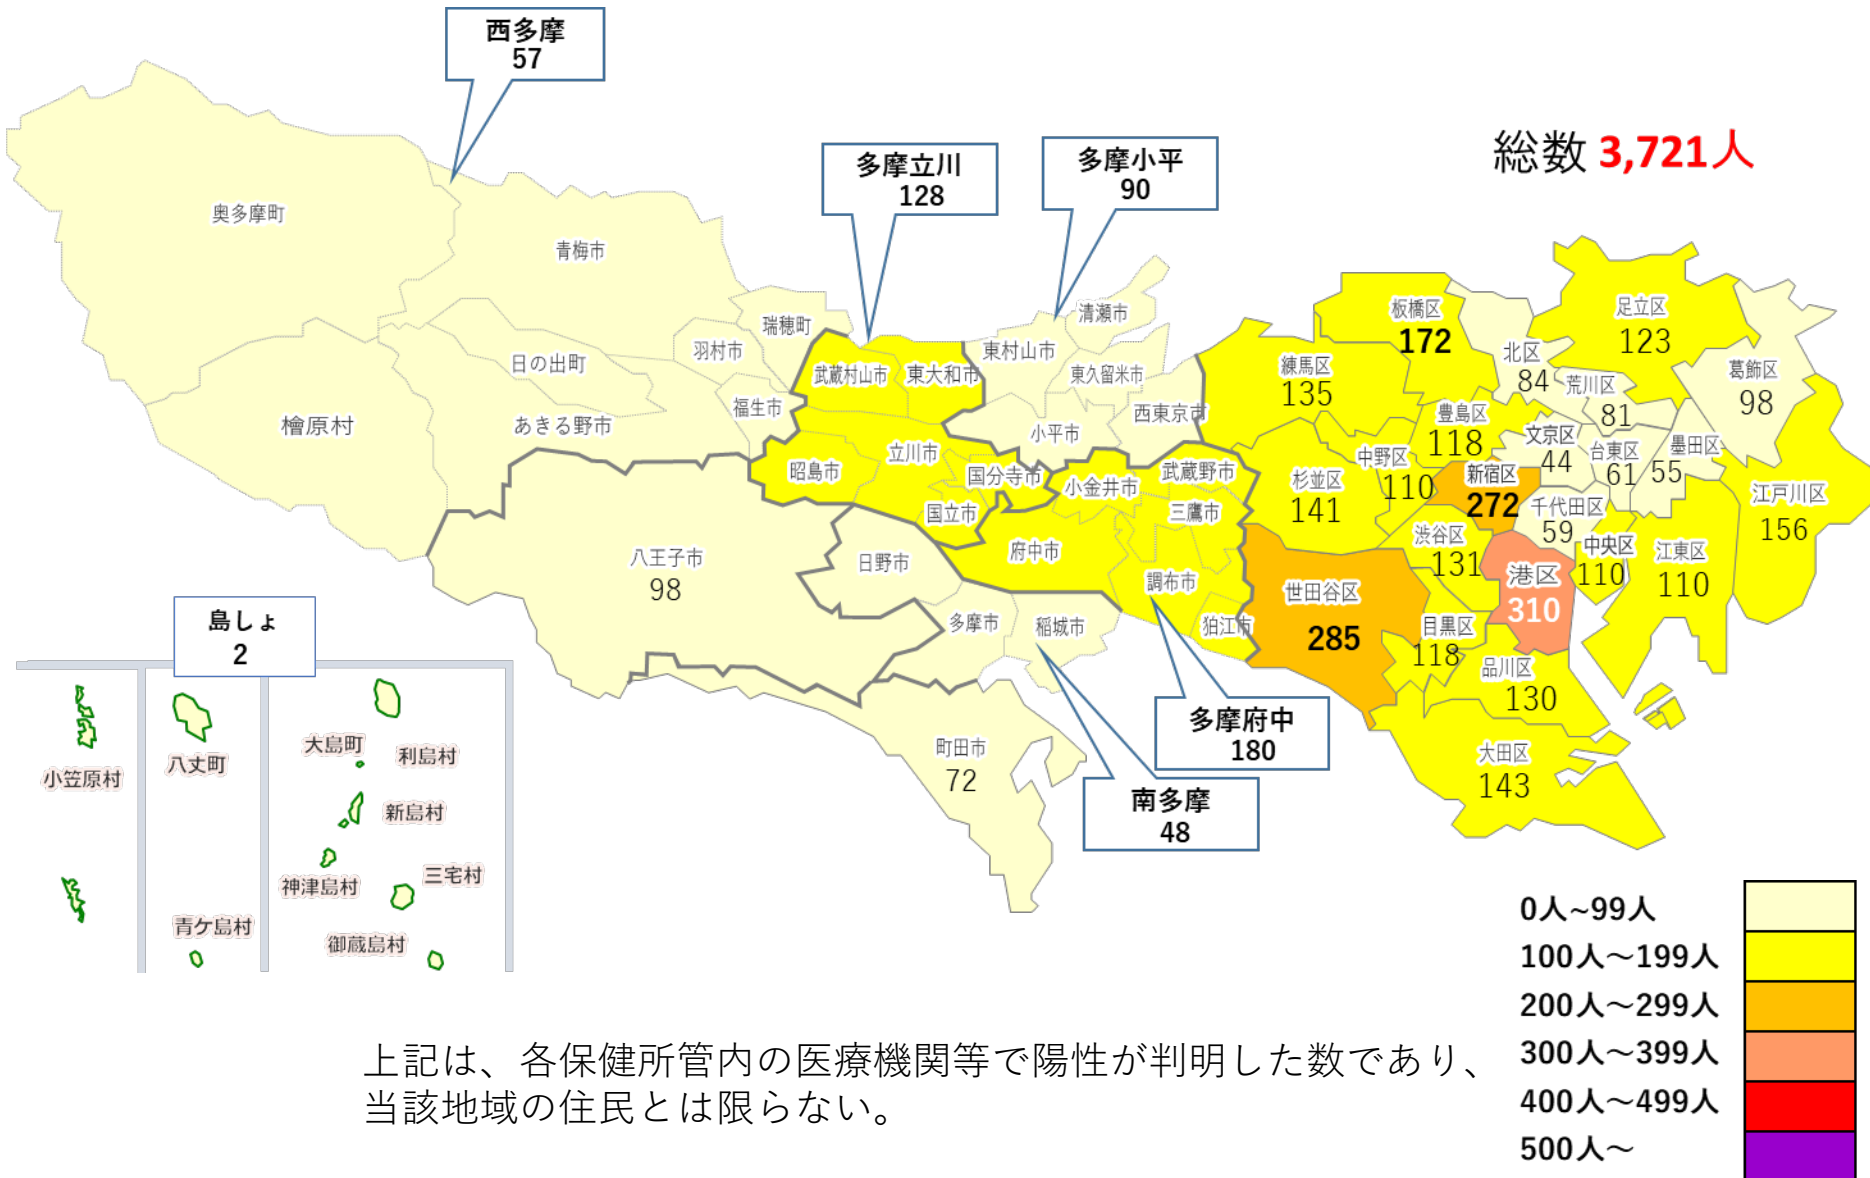 西多摩
57
多摩立川
128
多摩小平
90
総数 3,721人
奥多摩町
青梅市
瑞穂町
羽村市
日の出町
福生市
檜原村
あきる野市
武蔵村山市
東大和市
昭島市
立川市
国分寺市
国立市
東村山市
清瀬市
東久留米市
西東京市
小平市
小金井市
武蔵野市
三鷹市
府中市
調布市
狛江市
八王子市
98
日野市
多摩市
稲城市
町田市
72
多摩府中
180
南多摩
48
板橋区
172
練馬区
135
北区
84
足立区
123
葛飾区
98
荒川区
81
豊島区
118
文京区
44
台東区
61
墨田区
55
中野区
110
杉並区
141
新宿区
272
千代田区
59
江戸川区
156
渋谷区
131
中央区
110
江東区
110
港区
310
世田谷区
285
目黒区
118
品川区
130
大田区
143
島しょ
2
小笠原村
八丈町
青ケ島村
大島町
利島村
新島村
神津島村
三宅村
御蔵島村
0人~99人
100人～199人
200人～299人
300人～399人
400人～499人
500人～
上記は、各保健所管内の医療機関等で陽性が判明した数であり、
当該地域の住民とは限らない。